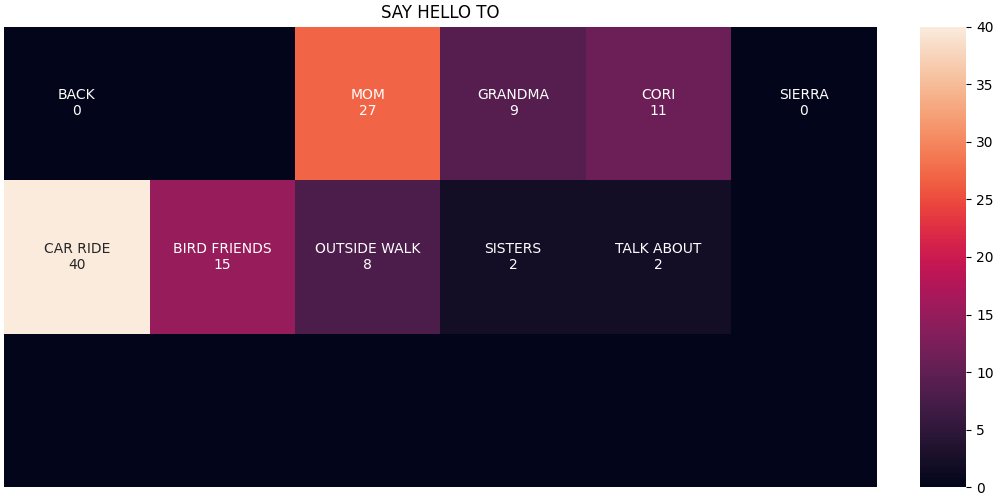 SAY HELLO TO
BACK
0
MOM
27
GRANDMA
9
CORI
11
SIERRA
0
CAR RIDE
40
BIRD FRIENDS
15
OUTSIDE WALK
8
SISTERS
2
TALK ABOUT
2
40
35
30
25
20
15
10
5
0